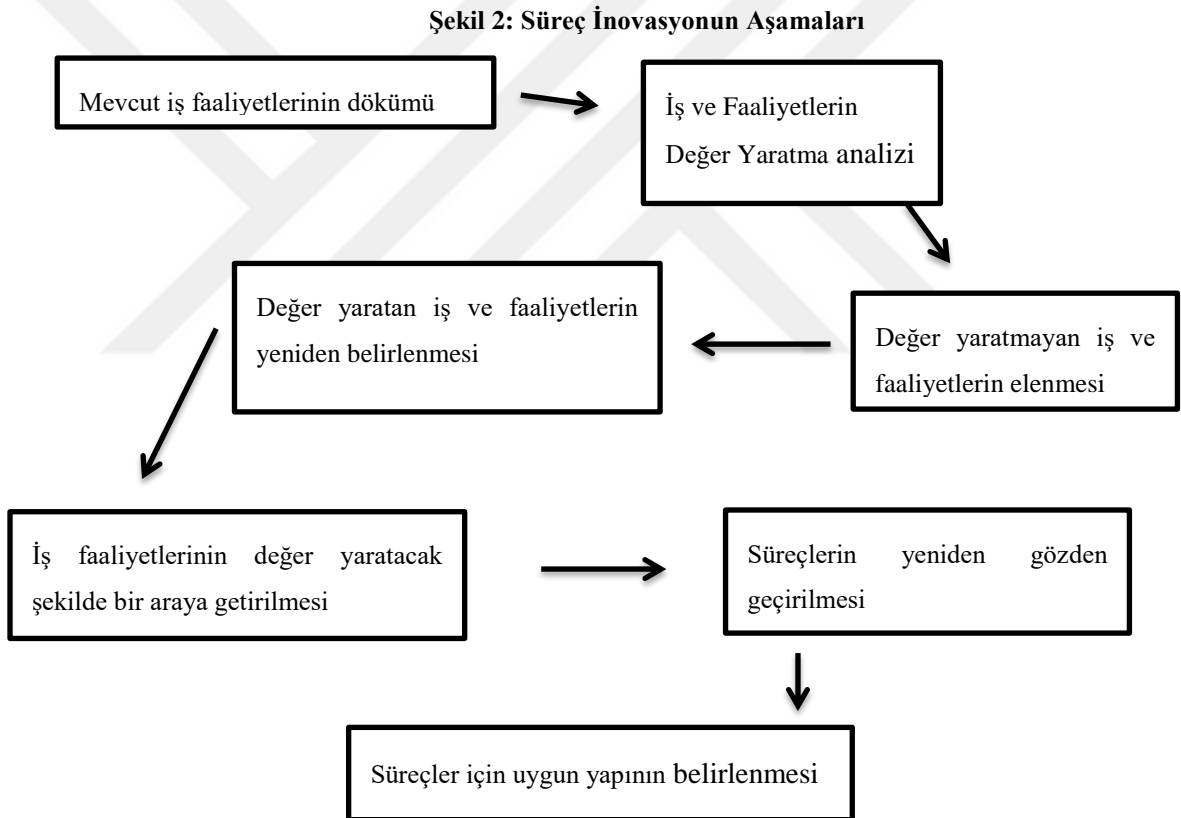 Şekil 2: Süreç İnovasyonun Aşamaları
Mevcut iş faaliyetlerinin dökümü
İş ve Faaliyetlerin
Değer Yaratma analizi
Değer yaratmayan iş ve
faaliyetlerin elenmesi
Değer yaratan iş ve faaliyetlerin
yeniden belirlenmesi
İş faaliyetlerinin değer yaratacak
şekilde bir araya getirilmesi
Süreçlerin yeniden gözden
geçirilmesi
Süreçler için uygun yapının belirlenmesi